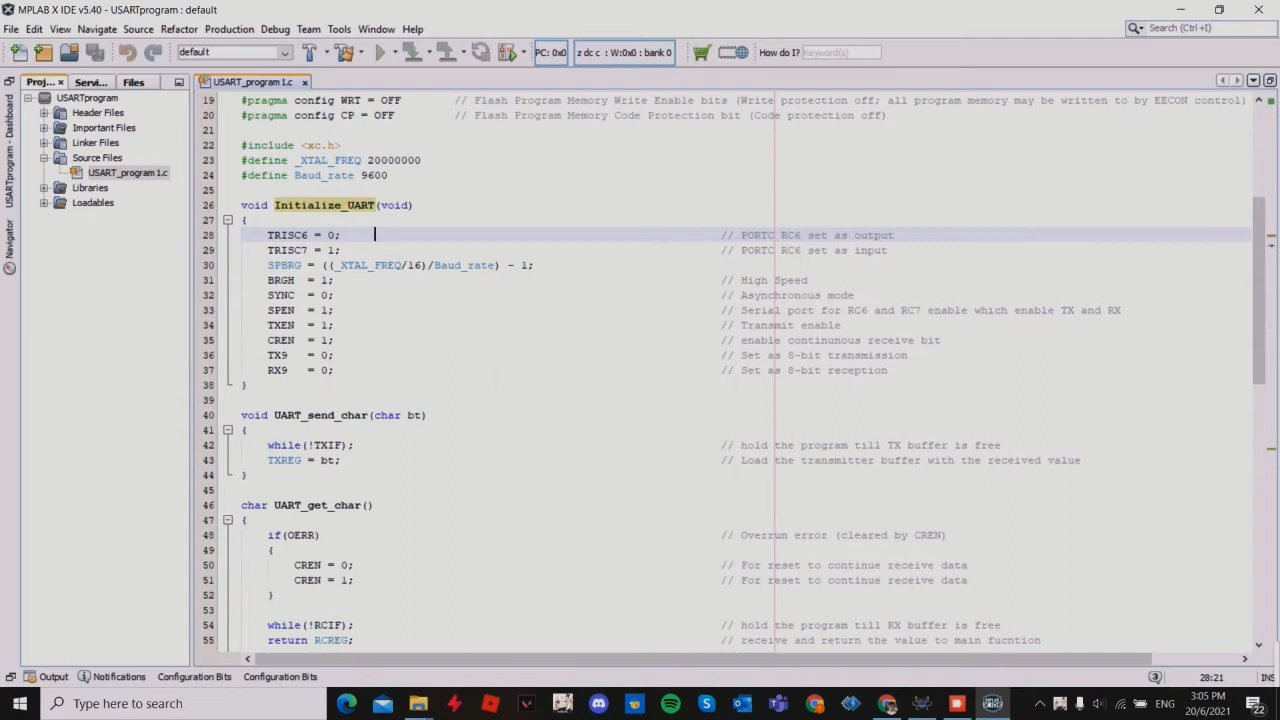 MPLAB X IDE v5.40 - USARTprogram : default
File Edit View Navigate Source Refactor Production Debug Team Tools Window Help
Search (Ctrl+I)
default
PC: 0x0
z dc c : W:0x0 : bank 0
How do I?
Keyword(s)
Proj...
Servi...
Files
USART_program1.c
USARTprogram
Header Files
Important Files
Linker Files
Source Files
USART_program1.c
Libraries
Loadables
USARTprogram - Dashboard
Navigator
19 #pragma config WRT = OFF // Flash Program Memory Write Enable bits (Write protection off; all program memory may be written to by EECON control)
20 #pragma config CP = OFF // Flash Program Memory Code Protection bit (Code protection off)
21
22 #include <xc.h>
23 #define _XTAL_FREQ 20000000
24 #define Baud_rate 9600
25
26 void Initialize_UART(void)
27 {
28 TRISC6 = 0; // PORTC RC6 set as output
29 TRISC7 = 1; // PORTC RC6 set as input
30 SPBRG = ((_XTAL_FREQ/16)/Baud_rate) - 1;
31 BRGH = 1; // High Speed
32 SYNC = 0; // Asynchronous mode
33 SPEN = 1; // Serial port for RC6 and RC7 enable which enable TX and RX
34 TXEN = 1; // Transmit enable
35 CREN = 1; // enable continunous receive bit
36 TX9 = 0; // Set as 8-bit transmission
37 RX9 = 0; // Set as 8-bit reception
38 }
39
40 void UART_send_char(char bt)
41 {
42 while(!TXIF); // hold the program till TX buffer is free
43 TXREG = bt; // Load the transmitter buffer with the received value
44 }
45
46 char UART_get_char()
47 {
48 if(OERR) // Overrun error (cleared by CREN)
49 {
50 CREN = 0; // For reset to continue receive data
51 CREN = 1; // For reset to continue receive data
52 }
53
54 while(!RCIF); // hold the program till RX buffer is free
55 return RCREG; // receive and return the value to main fucntion
Output
Notifications
Configuration Bits
Configuration Bits
3
28:21
INS
Type here to search
ENG
3:05 PM
20/6/2021
22